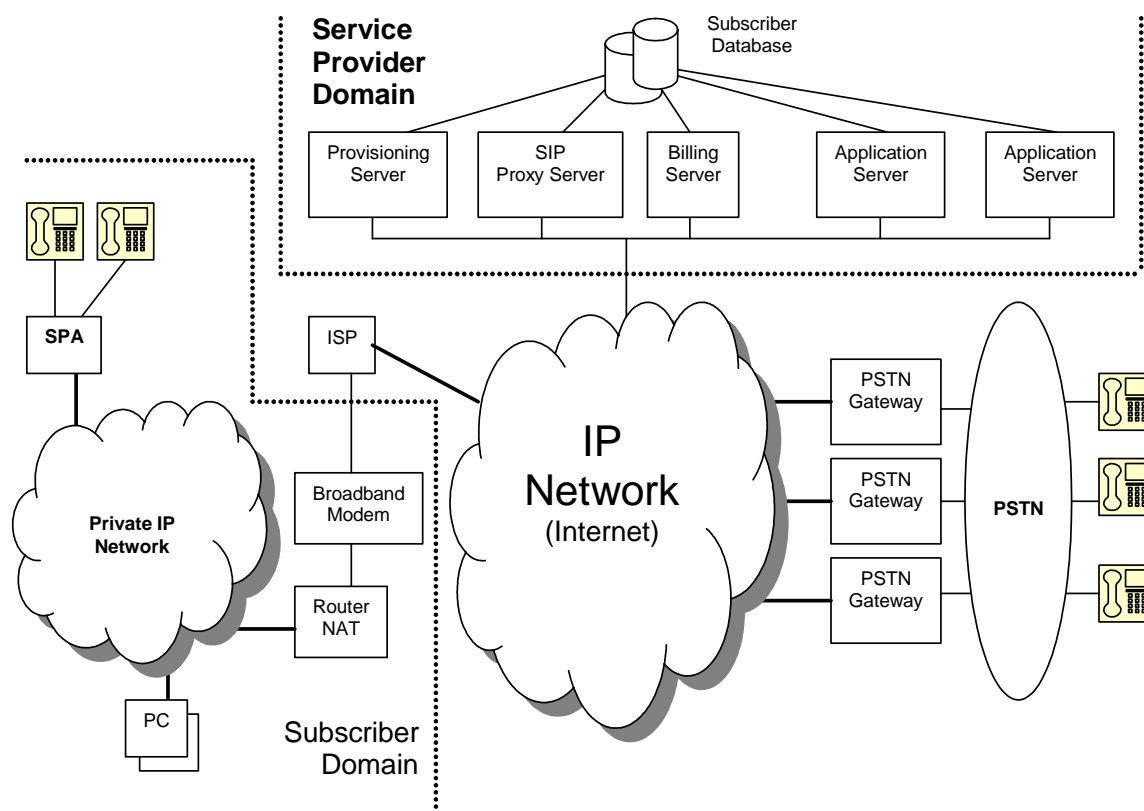 Service
Provider
Domain
Subscriber
Database
Provisioning
Server
SIP
Proxy Server
Billing
Server
Application
Server
Application
Server
SPA
ISP
PSTN
Gateway
IP
Network
(Internet)
Broadband
Modem
PSTN
Gateway
PSTN
Private IP
Network
Router
NAT
PSTN
Gateway
PC
Subscriber
Domain